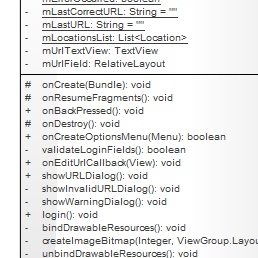 - mErrorOccurred: boolean
- mLastCorrectURL: String = ""
- mLastURL: String = ""
- mLocationsList: List<Location>
- mUrlTextView: TextView
- mUrlField: RelativeLayout
# onCreate(Bundle): void
# onResumeFragments(): void
+ onBackPressed(): void
# onDestroy(): void
+ onCreateOptionsMenu(Menu): boolean
- validateLoginFields(): boolean
+ onEditUrlCallback(View): void
+ showURLDialog(): void
- showInvalidURLDialog(): void
- showWarningDialog(): void
+ login(): void
- bindDrawableResources(): void
- createImageBitmap(Integer, ViewGroup.Layou
- unbindDrawableResources(): void